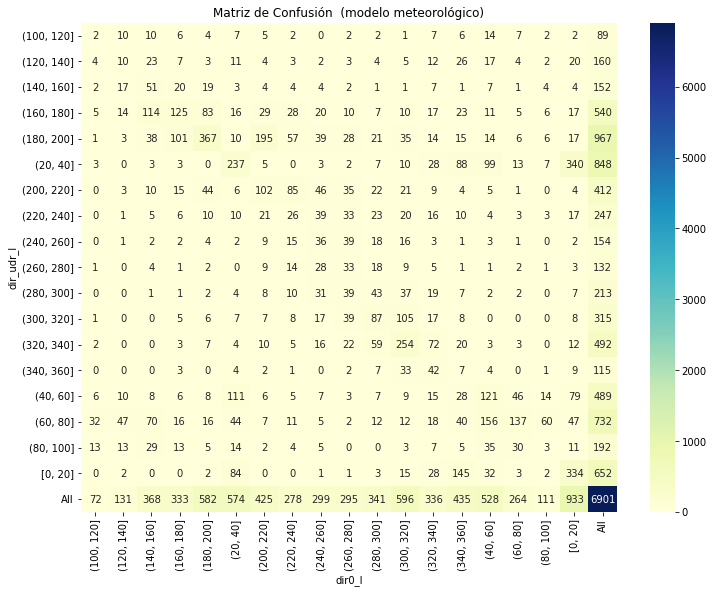 Matriz de Confusión (modelo meteorológico)
dir_udr_l
(100, 120] 2 10 10 6 4 7 5 2 0 2 2 1 7 6 14 7 2 2 89
(120, 140] 4 10 23 7 3 11 4 3 2 3 4 5 12 26 17 4 2 20 160
(140, 160] 2 17 51 20 19 3 4 4 4 2 1 1 7 1 7 1 4 4 152
(160, 180] 5 14 114 125 83 16 29 28 20 10 7 10 17 23 11 5 6 17 540
(180, 200] 1 3 38 101 367 10 195 57 39 28 21 35 14 15 14 6 6 17 967
(20, 40] 3 0 3 3 0 237 5 0 3 2 7 10 28 88 99 13 7 340 848
(200, 220] 0 3 10 15 44 6 102 85 46 35 22 21 9 4 5 1 0 4 412
(220, 240] 0 1 5 6 10 10 21 26 39 33 23 20 16 10 4 3 3 17 247
(240, 260] 0 1 2 2 4 2 9 15 36 39 18 16 3 1 3 1 0 2 154
(260, 280] 1 0 4 1 2 0 9 14 28 33 18 9 5 1 1 2 1 3 132
(280, 300] 0 0 1 1 2 4 8 10 31 39 43 37 19 7 2 2 0 7 213
(300, 320] 1 0 0 5 6 7 7 8 17 39 87 105 17 8 0 0 0 8 315
(320, 340] 2 0 0 3 7 4 10 5 16 22 59 254 72 20 3 3 0 12 492
(340, 360] 0 0 0 3 0 4 2 1 0 2 7 33 42 7 4 0 1 9 115
(40, 60] 6 10 8 6 8 111 6 5 7 3 7 9 15 28 121 46 14 79 489
(60, 80] 32 47 70 16 16 44 7 11 5 2 12 12 18 40 156 137 60 47 732
(80, 100] 13 13 29 13 5 14 2 4 5 0 0 3 7 5 35 30 3 11 192
[0, 20] 0 2 0 0 2 84 0 0 1 1 3 15 28 145 32 3 2 334 652
All 72 131 368 333 582 574 425 278 299 295 341 596 336 435 528 264 111 933 6901
(100, 120] (120, 140] (140, 160] (160, 180] (180, 200] (20, 40] (200, 220] (220, 240] (240, 260] (260, 280] (280, 300] (300, 320] (320, 340] (340, 360] (40, 60] (60, 80] (80, 100] [0, 20] All
dir0_l
6000
5000
4000
3000
2000
1000
0